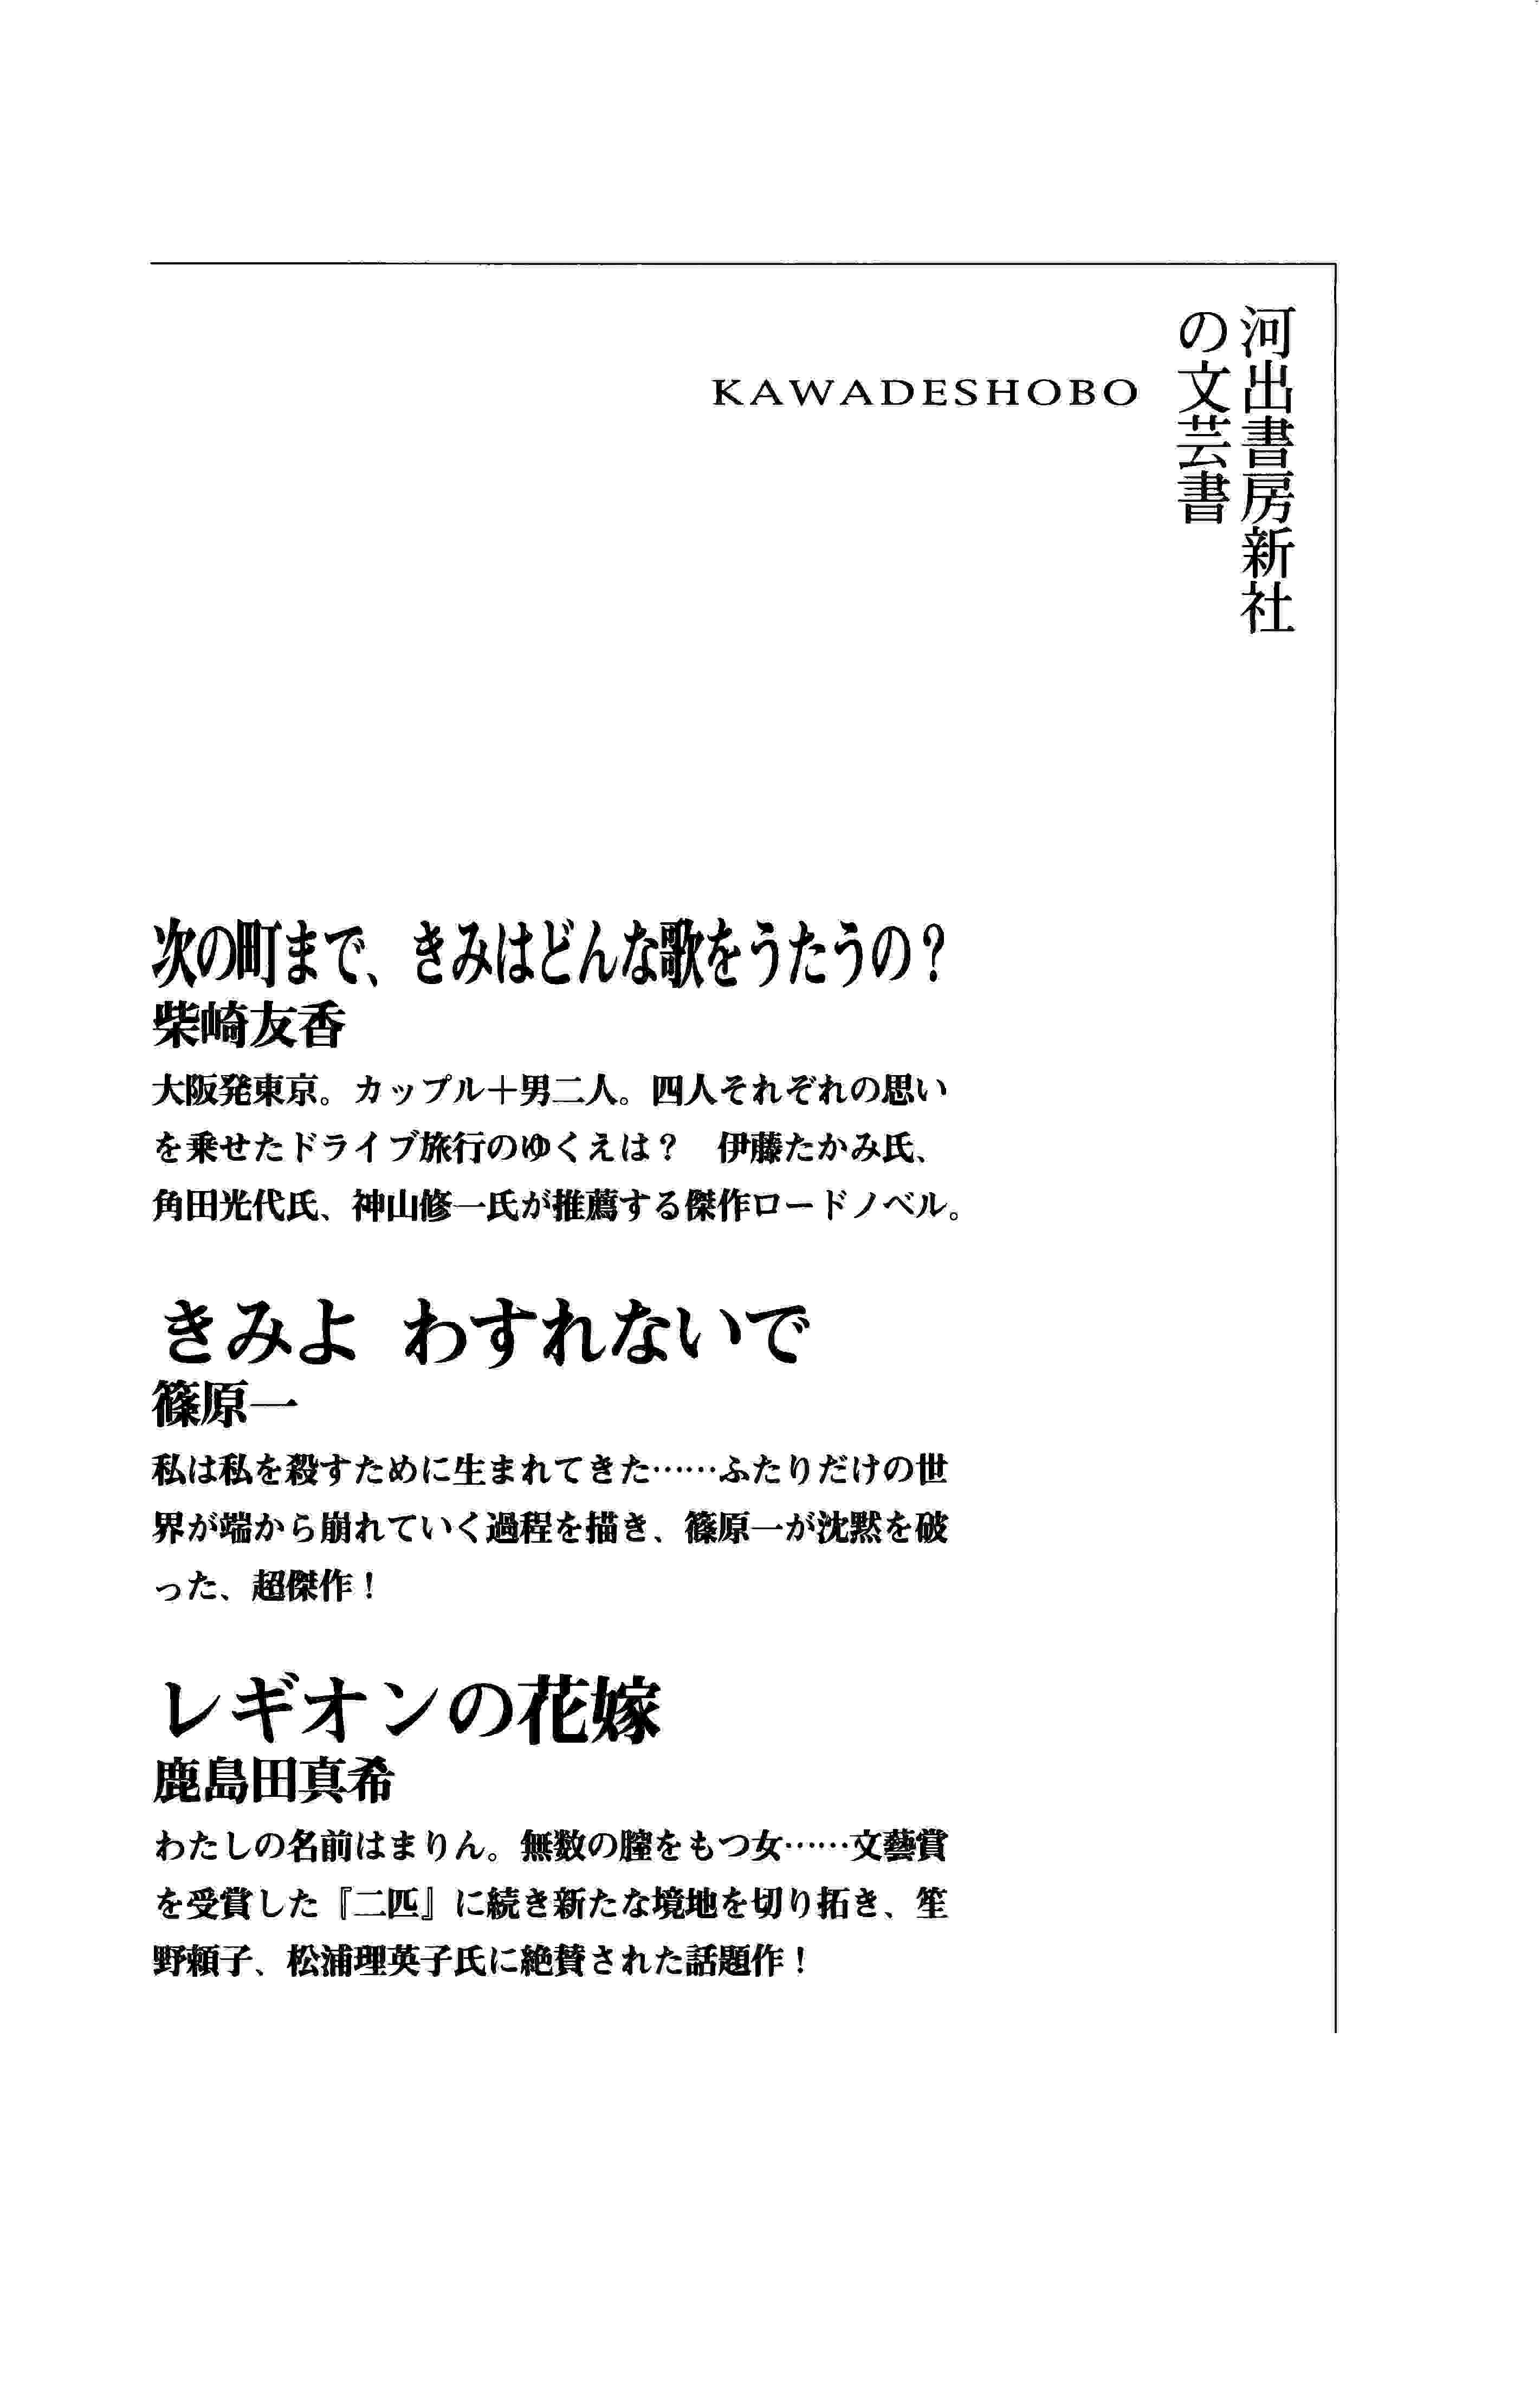 河出書房新社
の文芸書
KAWADESHOBO
次の町まで、きみはどんな歌をうたうの？
柴崎友香
大阪発東京。カップル＋男二人。四人それぞれの思い
を乗せたドライブ旅行のゆくえは？　伊藤たかみ氏、
角田光代氏、神山修一氏が推薦する傑作ロードノベル。
きみよ わすれないで
篠原一
私は私を殺すために生まれてきた……ふたりだけの世
界が端から崩れていく過程を描き、篠原一が沈黙を破
った、超傑作！
レギオンの花嫁
鹿島田真希
わたしの名前はまりん。無数の膣をもつ女……文藝賞
を受賞した『二匹』に続き新たな境地を切り拓き、笙
野頼子、松浦理英子氏に絶賛された話題作！